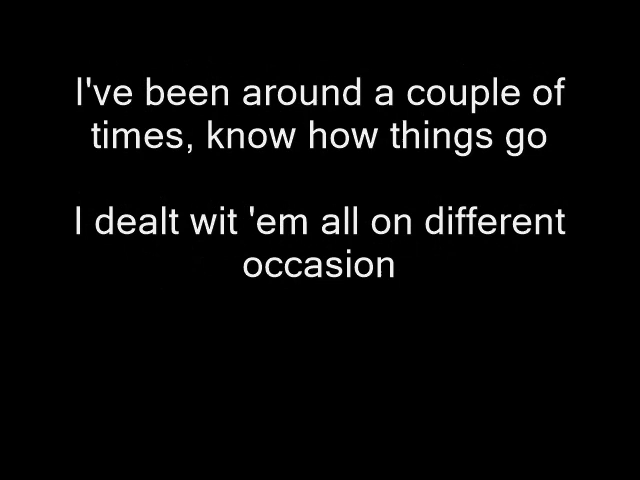 I've been around a couple of
times, know how things go
I dealt wit 'em all on different
occasion